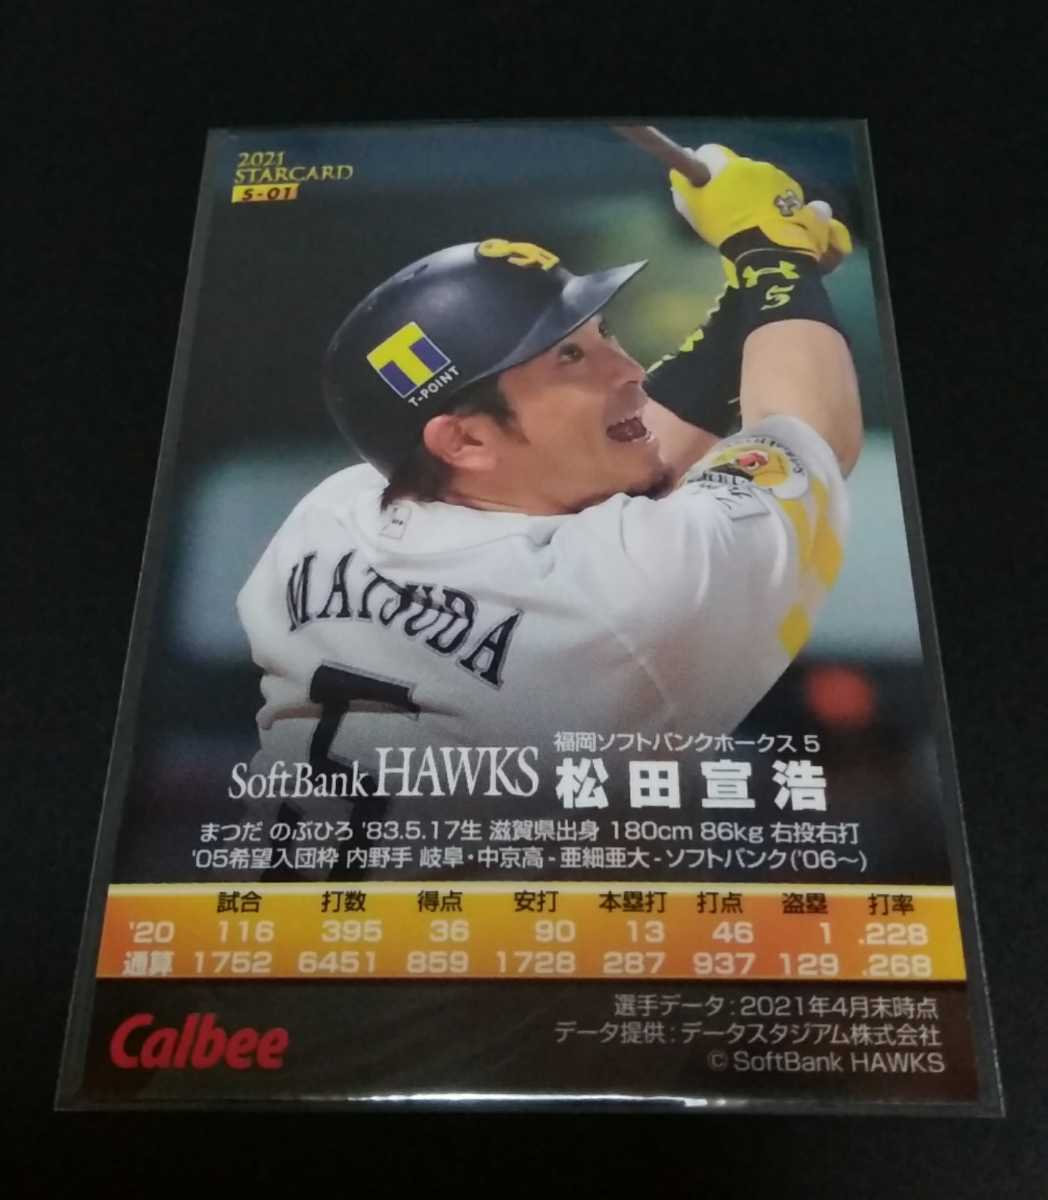 2021
STARCARD
S-01
5
T
T-POINT
MATSUDA
5
福岡ソフトバンクホークス 5
SoftBank HAWKS 松田宣浩
まつだ のぶひろ '83.5.17生 滋賀県出身 180cm 86kg 右投右打
'05希望入団枠 内野手 岐阜・中京高-亜細亜大-ソフトバンク('06〜)
試合 打数 得点 安打 本塁打 打点 盗塁 打率
'20 116 395 36 90 13 46 1 .228
通算 1752 6451 859 1728 287 937 129 .268
選手データ:2021年4月末時点
データ提供:データスタジアム株式会社
© SoftBank HAWKS
Calbee